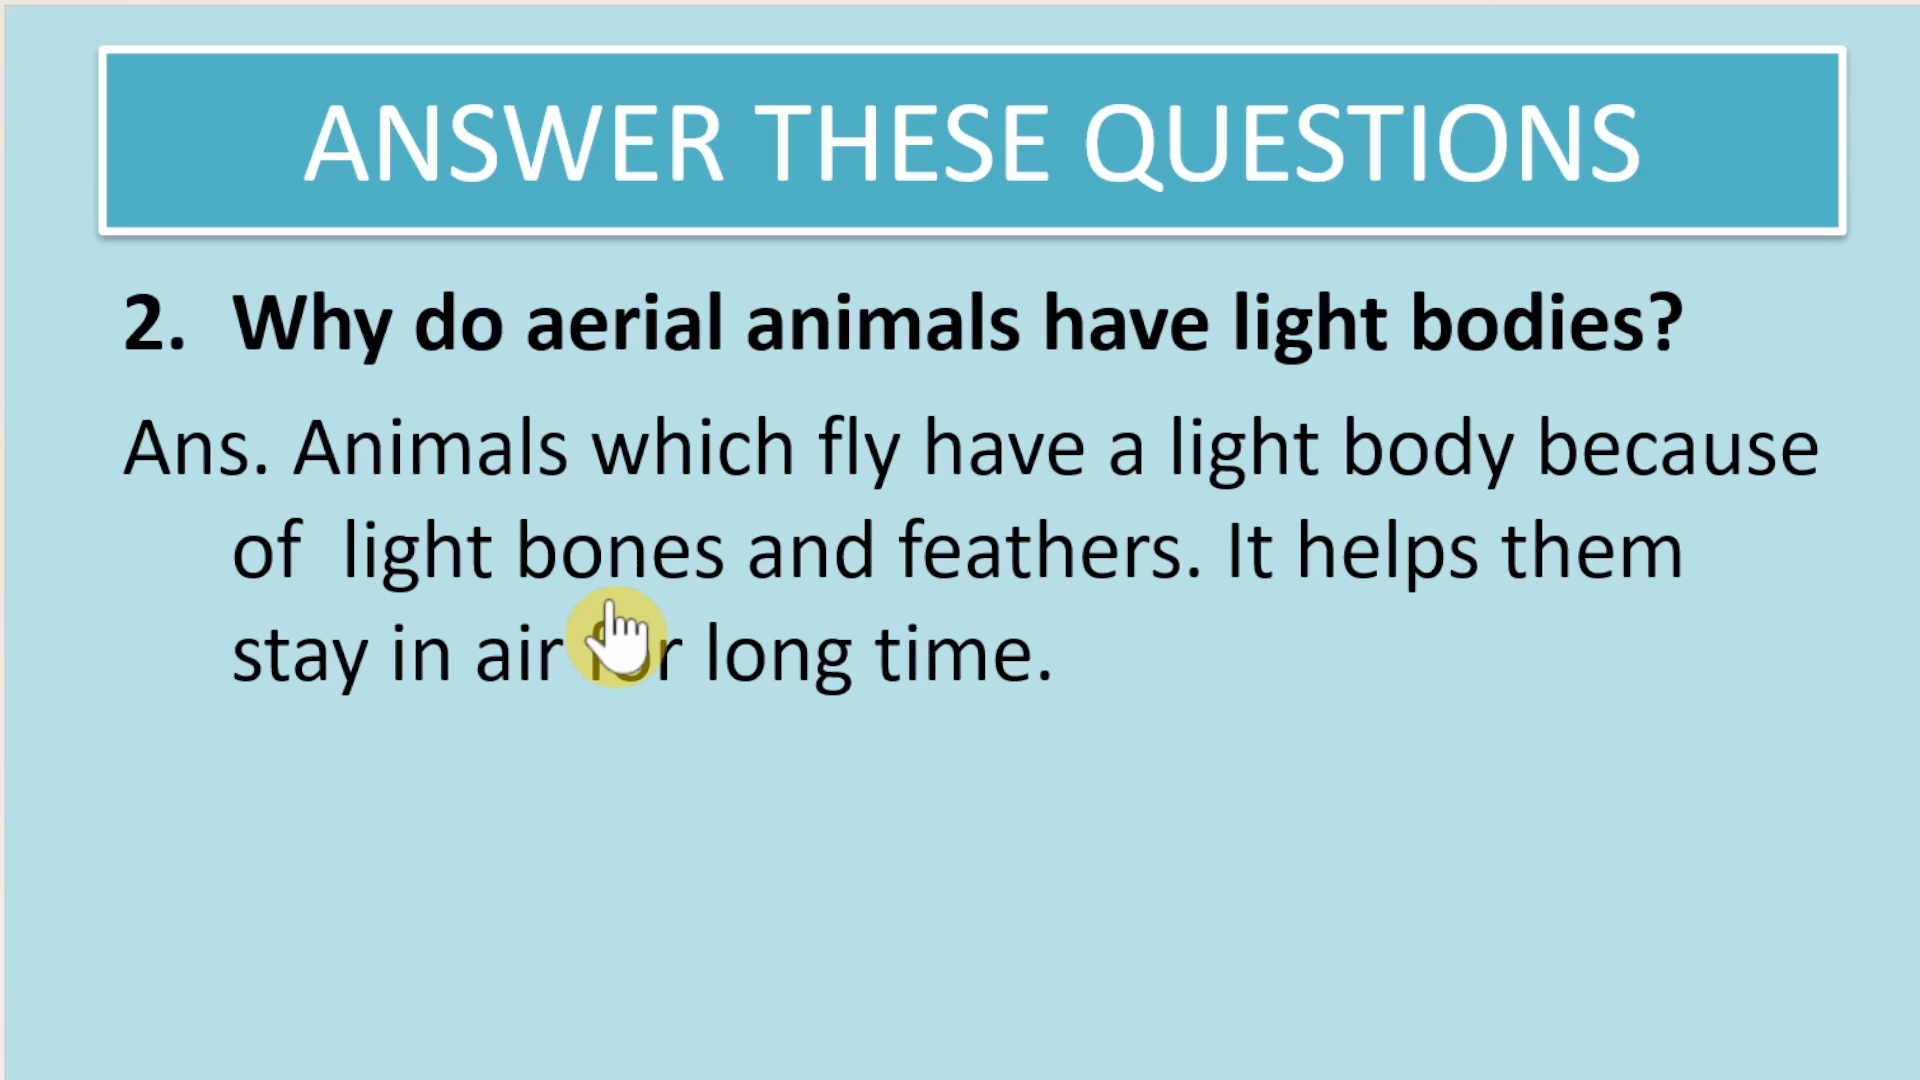 ANSWER THESE QUESTIONS
2. Why do aerial animals have light bodies?
Ans. Animals which fly have a light body because
of light bones and feathers. It helps them
stay in air for long time.